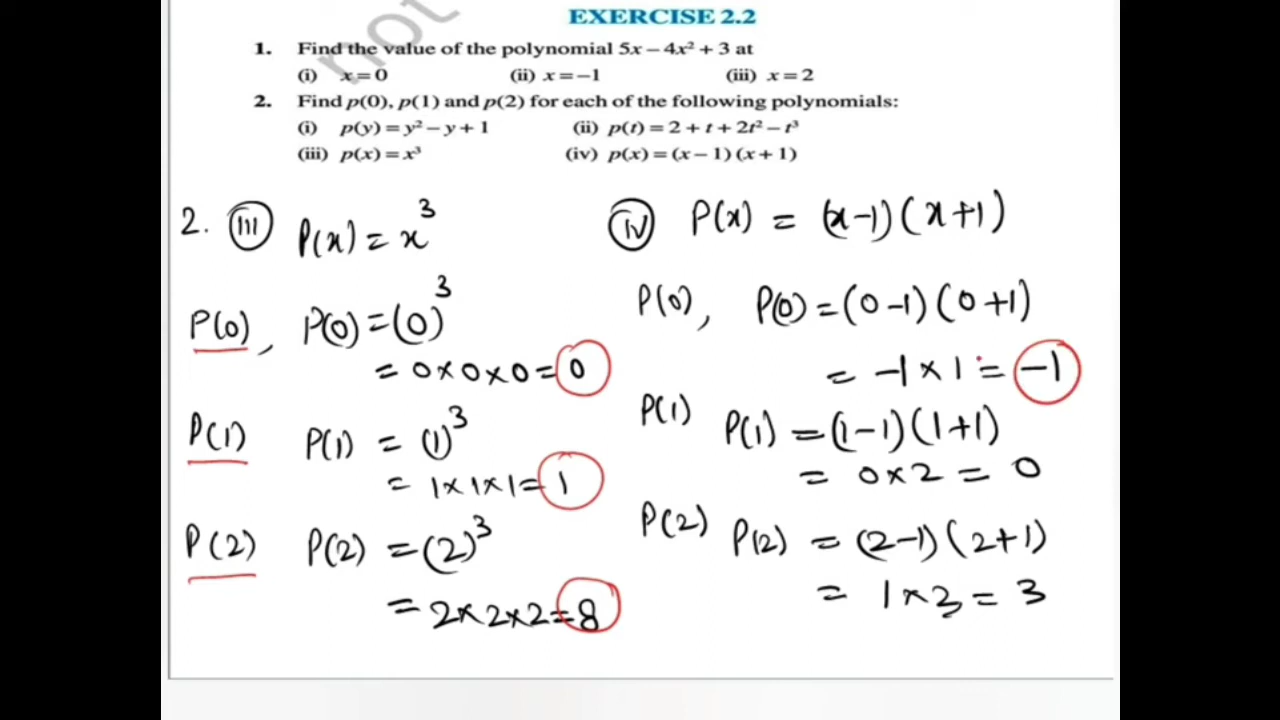 not
EXERCISE 2.2
1. Find the value of the polynomial 5x – 4x² + 3 at
(i) x = 0 (ii) x = –1 (iii) x = 2
2. Find p(0), p(1) and p(2) for each of the following polynomials:
(i) p(y) = y² – y + 1 (ii) p(t) = 2 + t + 2t² – t³
(iii) p(x) = x³ (iv) p(x) = (x – 1) (x + 1)
2. (iii) P(x) = x³
P(0), P(0) = (0)³
= 0×0×0 = 0
P(1) P(1) = (1)³
= 1×1×1 = 1
P(2) P(2) = (2)³
= 2×2×2 = 8
(iv) P(x) = (x-1)(x+1)
P(0), P(0) = (0-1)(0+1)
= -1×1 = -1
P(1) P(1) = (1-1)(1+1)
= 0×2 = 0
P(2) P(2) = (2-1)(2+1)
= 1×3 = 3